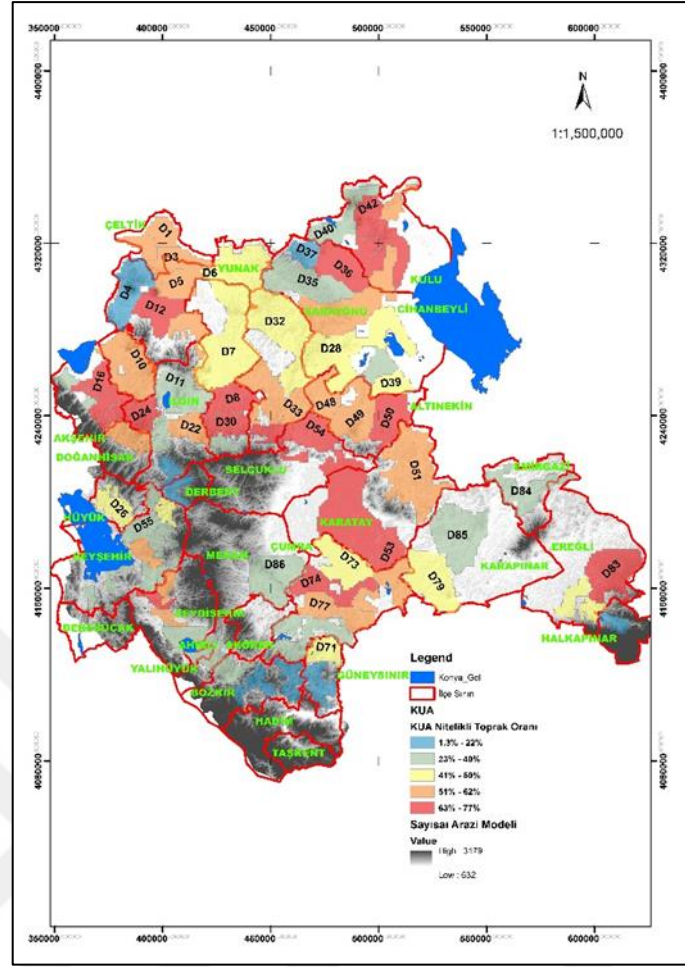 350000 400000 450000 500000 550000 600000
4400000 4400000
N
1:1,500,000
D42
ÇELTİK D1 D40
4320000 D3 D37 4320000
D6 YUNAK D36
D4 D5 D35 KULU
D12 CİHANBEYLİ
D32
D10 D7 D28
D16 D11 D39
D24 D8 D33 D48 D49 D50 ALTINEKİN
4240000 D22 D30 D54 4240000
AKŞEHİR
DOĞANHİSAR SELÇUKLU D51
DERBENT D84
D26 KARATAY
HÜYÜK D55 D85 EREĞLİ
BEYŞEHİR MERAM ÇUMRA D53 KARAPINAR
D86 D73 D83
D74 D79
D77 HALKAPINAR
D71
YALIHÜYÜK GÜNEYSINIR
BOZKIR
HADİM
TAŞKENT
4080000 4080000
Legend
Konya_Gol
İlçe Sınırı
KUA
KUA Nitelikli Toprak Oranı
1.3% - 22%
23% - 40%
41% - 50%
51% - 62%
63% - 77%
Sayısal Arazi Modeli
Value
High : 3179
Low : 632
350000 400000 450000 500000 550000 600000